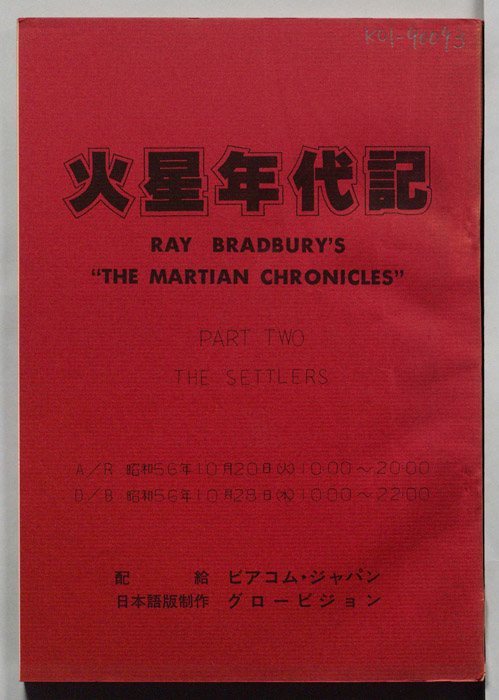 KU-90093
火星年代記
RAY BRADBURY'S
“THE MARTIAN CHRONICLES”
PART TWO
THE SETTLERS
A/R 昭和56年10月20日(火)10:00～20:00
D/B 昭和56年10月28日(水)10:00～22:00
配給 ビアコム・ジャパン
日本語版制作 グロービジョン